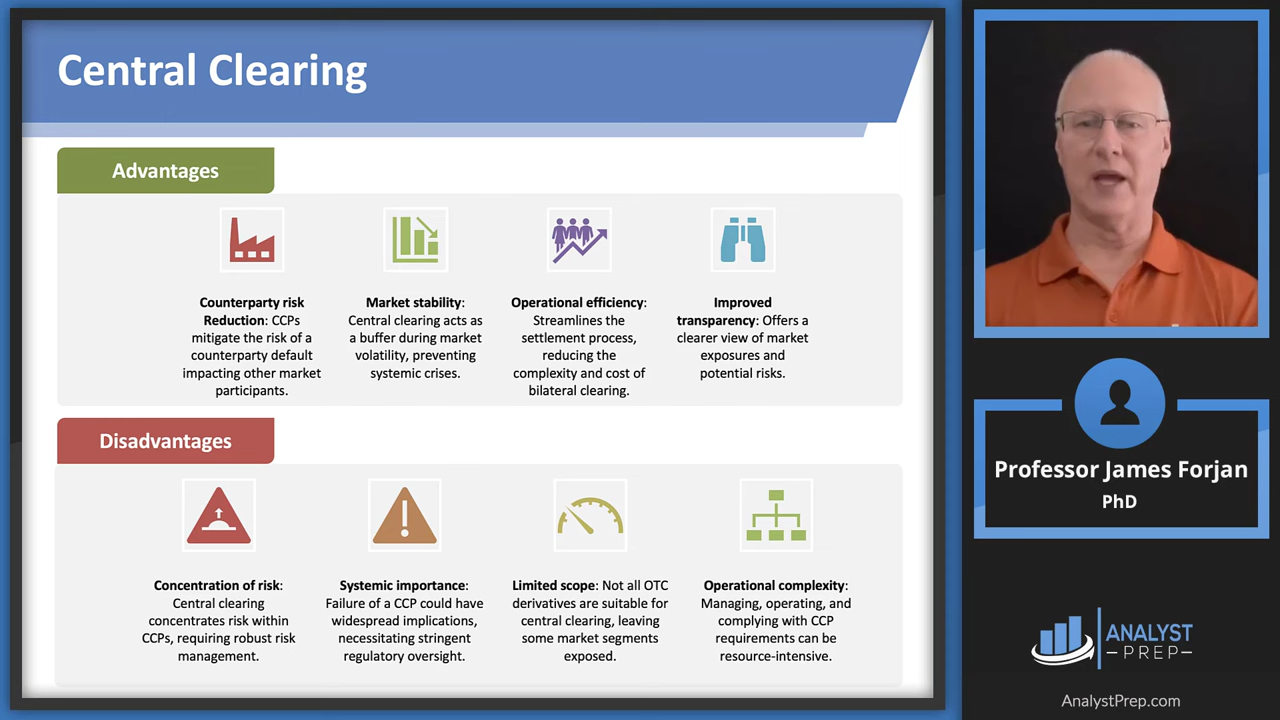 Central Clearing
Advantages
Counterparty risk
Reduction: CCPs
mitigate the risk of a
counterparty default
impacting other market
participants.
Market stability:
Central clearing acts as
a buffer during market
volatility, preventing
systemic crises.
Operational efficiency:
Streamlines the
settlement process,
reducing the
complexity and cost of
bilateral clearing.
Improved
transparency: Offers a
clearer view of market
exposures and
potential risks.
Disadvantages
Concentration of risk:
Central clearing
concentrates risk within
CCPs, requiring robust risk
management.
Systemic importance:
Failure of a CCP could have
widespread implications,
necessitating stringent
regulatory oversight.
Limited scope: Not all OTC
derivatives are suitable for
central clearing, leaving
some market segments
exposed.
Operational complexity:
Managing, operating, and
complying with CCP
requirements can be
resource-intensive.
Professor James Forjan
PhD
ANALYST
–PREP–
AnalystPrep.com